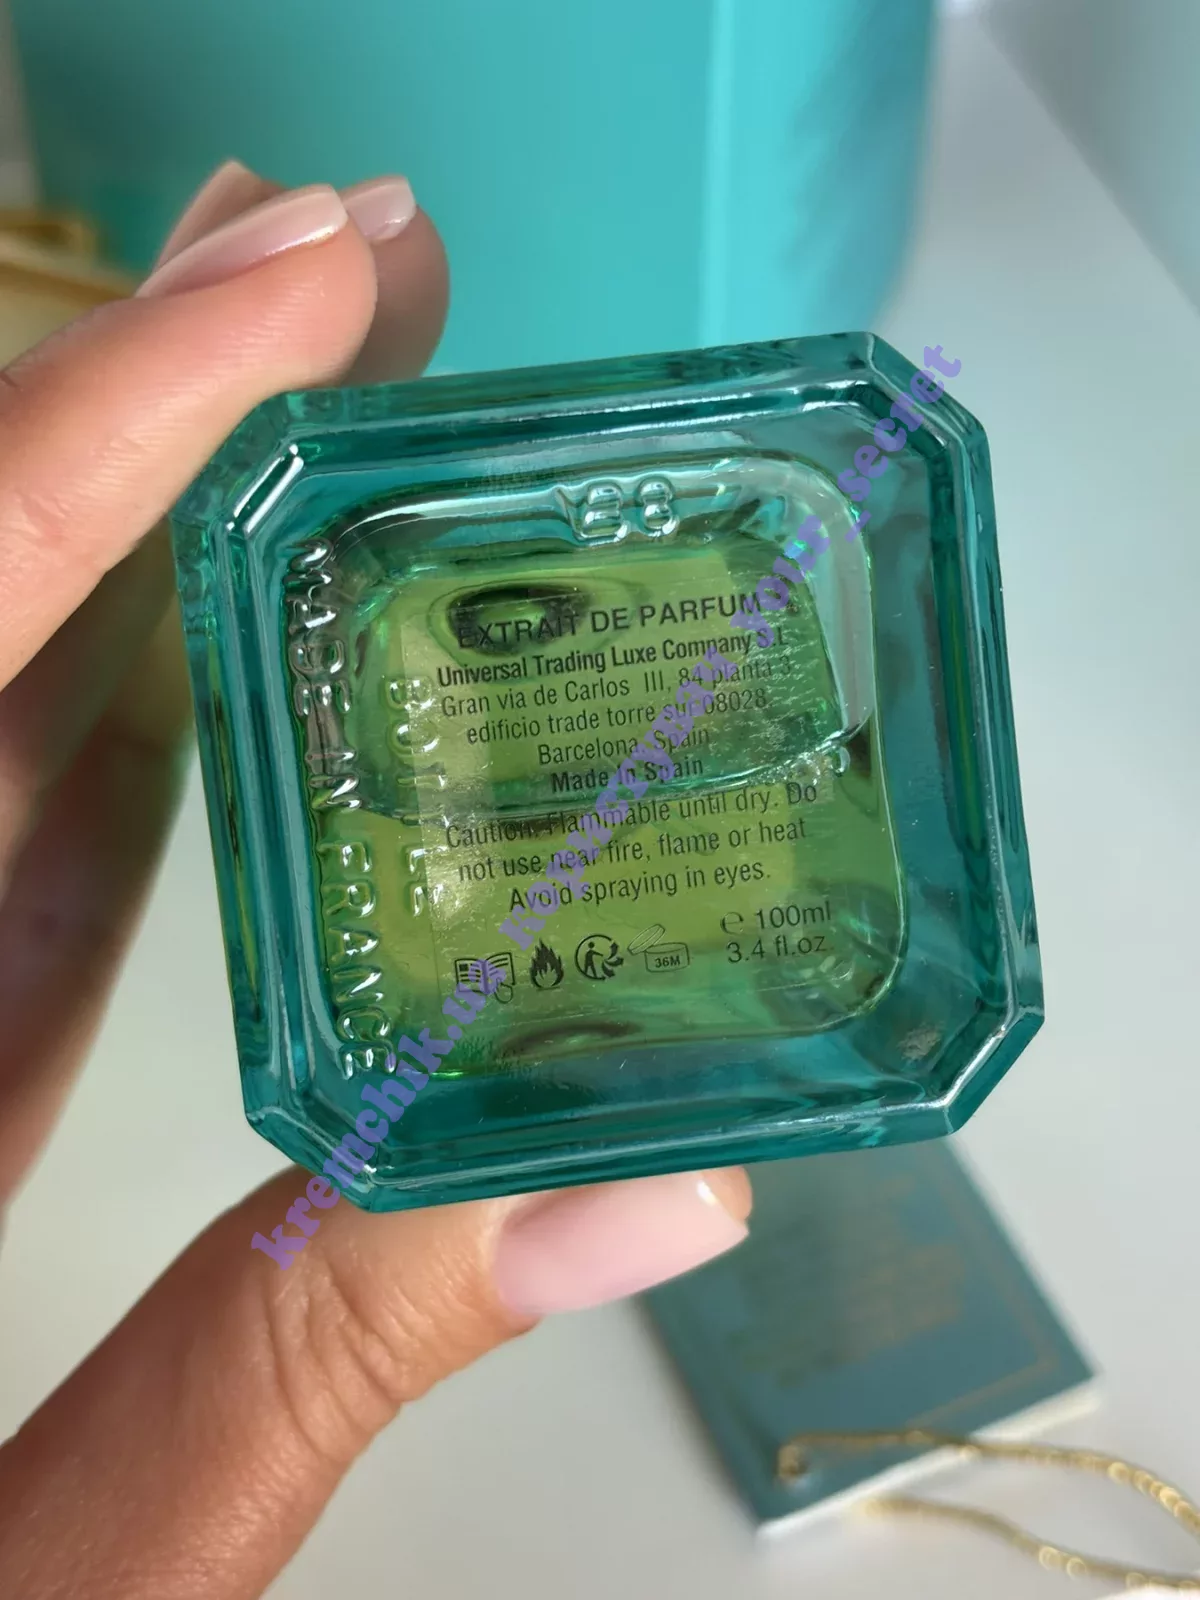 EXTRAIT DE PARFUM
Universal Trading Luxe Company S.L
Gran via de Carlos III, 84 planta 3
edificio trade torre sur 08028.
Barcelona, Spain
Made In Spain
Caution. Flammable until dry. Do
not use near fire, flame or heat
Avoid spraying in eyes.
e 100ml
3.4 fl.oz
36M
MADE IN FRANCE
BOTTLE